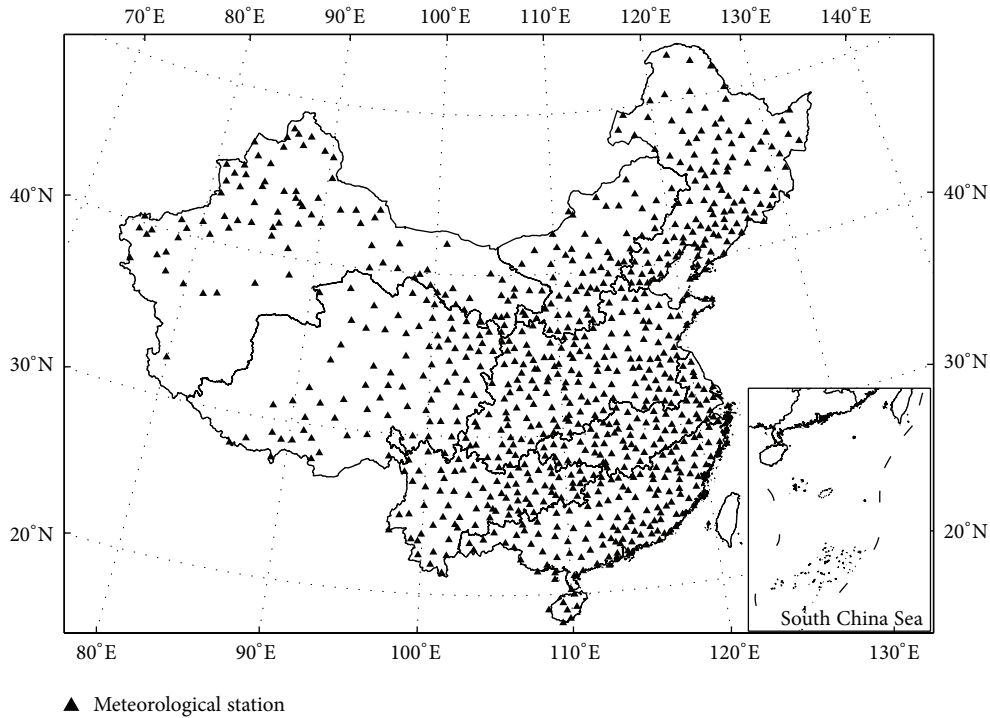 70°E 80°E 90°E 100°E 110°E 120°E 130°E 140°E
40°N 40°N
30°N 30°N
20°N 20°N
South China Sea
80°E 90°E 100°E 110°E 120°E 130°E
Meteorological station